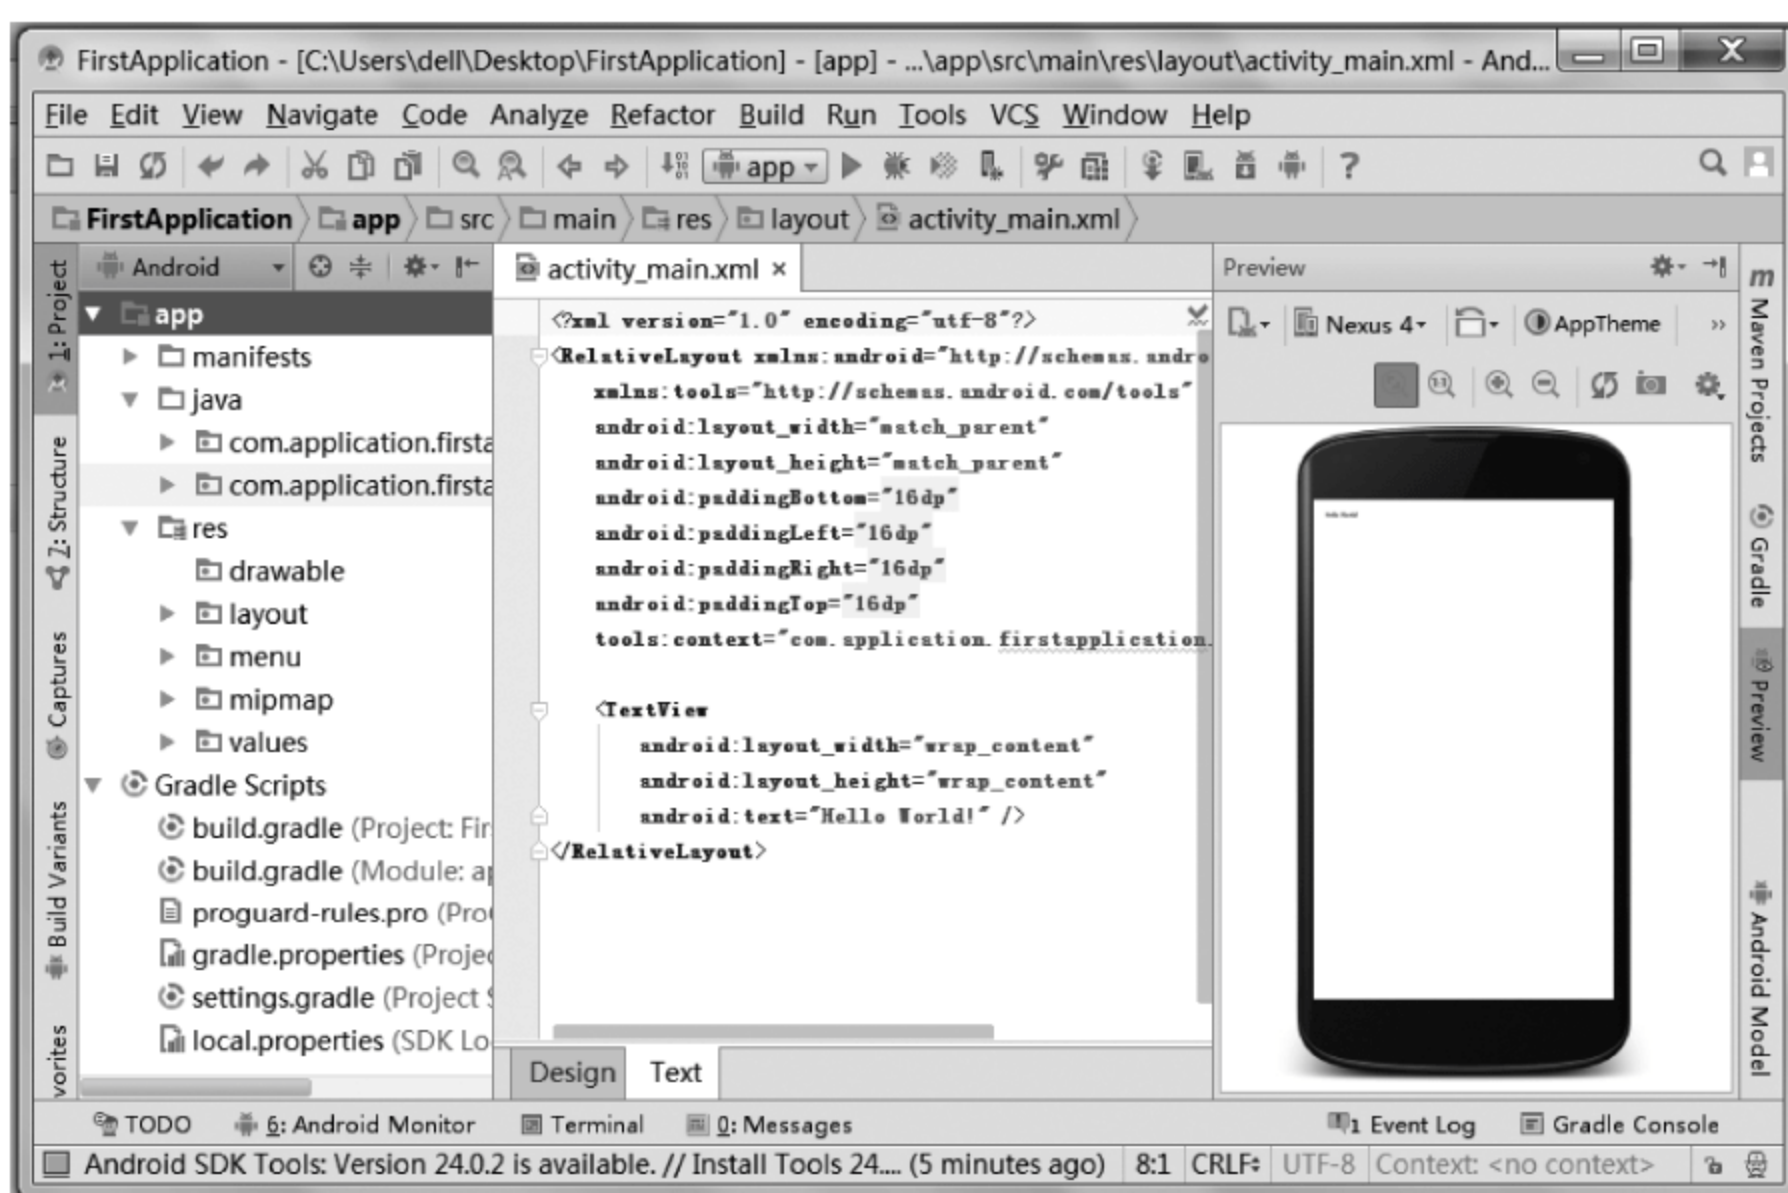 FirstApplication - [C:\Users\dell\Desktop\FirstApplication] - [app] - ...\app\src\main\res\layout\activity_main.xml - And...
File Edit View Navigate Code Analyze Refactor Build Run Tools VCS Window Help
app
?
FirstApplication app src main res layout activity_main.xml
1: Project
7: Structure
Captures
Build Variants
vorites
Android
app
manifests
java
com.application.firsta
com.application.firsta
res
drawable
layout
menu
mipmap
values
Gradle Scripts
build.gradle (Project: Fir
build.gradle (Module: ap
proguard-rules.pro (Pro
gradle.properties (Projec
settings.gradle (Project S
local.properties (SDK Lo
activity_main.xml ×
<?xml version="1.0" encoding="utf-8"?>
<RelativeLayout xmlns:android="http://schemas.andro
xmlns:tools="http://schemas.android.com/tools"
android:layout_width="match_parent"
android:layout_height="match_parent"
android:paddingBottom="16dp"
android:paddingLeft="16dp"
android:paddingRight="16dp"
android:paddingTop="16dp"
tools:context="com.application.firstapplication.
<TextView
android:layout_width="wrap_content"
android:layout_height="wrap_content"
android:text="Hello World!" />
</RelativeLayout>
Design Text
Preview
Nexus 4 AppTheme »
1:1
Maven Projects
Gradle
Preview
Android Model
TODO 6: Android Monitor Terminal 0: Messages 1 Event Log Gradle Console
Android SDK Tools: Version 24.0.2 is available. // Install Tools 24.... (5 minutes ago) 8:1 CRLF UTF-8 Context: <no context>